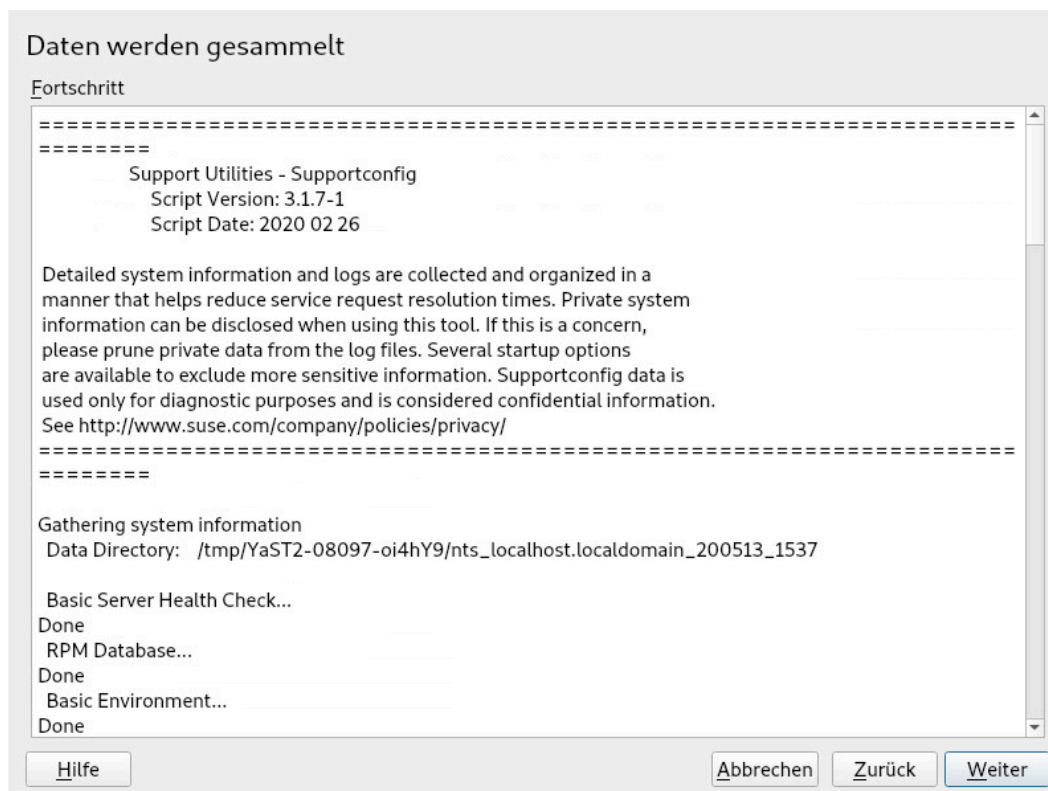 Daten werden gesammelt
Fortschritt
=====================================================================
========
Support Utilities - Supportconfig
Script Version: 3.1.7-1
Script Date: 2020 02 26
Detailed system information and logs are collected and organized in a
manner that helps reduce service request resolution times. Private system
information can be disclosed when using this tool. If this is a concern,
please prune private data from the log files. Several startup options
are available to exclude more sensitive information. Supportconfig data is
used only for diagnostic purposes and is considered confidential information.
See http://www.suse.com/company/policies/privacy/
=====================================================================
========
Gathering system information
Data Directory: /tmp/YaST2-08097-oi4hY9/nts_localhost.localdomain_200513_1537
Basic Server Health Check...
Done
RPM Database...
Done
Basic Environment...
Done
Hilfe Abbrechen Zurück Weiter